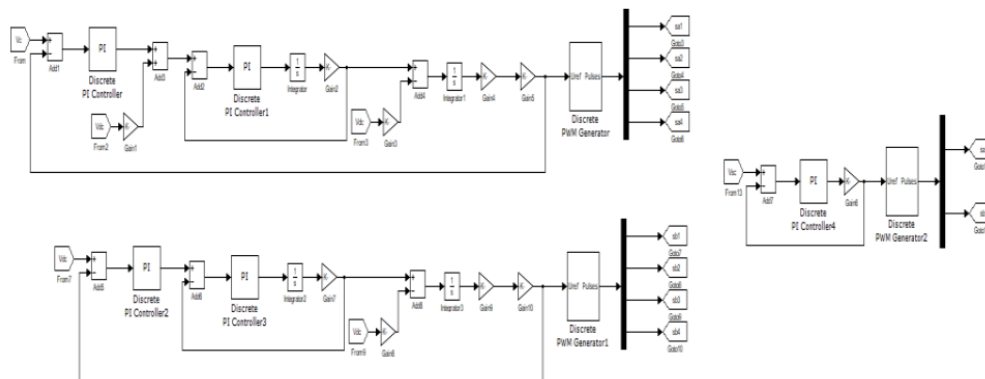 Vc
From
Add1
PI
Discrete
PI Controller
Vdc
From2
Gain1
Add3
Add2
PI
Discrete
PI Controller1
1
s
Integrator
K-
Gain2
Vdc
From3
K-
Gain3
Add4
1
s
Integrator1
K-
Gain4
K-
Gain5
Uref Pulses
Discrete
PWM Generator
sa1
Goto3
sa2
Goto4
sa3
Goto5
sa4
Goto6
Vdc
From7
Add5
PI
Discrete
PI Controller2
Add6
PI
Discrete
PI Controller3
1
s
Integrator2
K-
Gain7
Vdc
From9
K-
Gain8
Add8
1
s
Integrator3
K-
Gain9
K-
Gain10
Uref Pulses
Discrete
PWM Generator1
sb1
Goto7
sb2
Goto8
sb3
Goto9
sb4
Goto10
From13
Add7
PI
Discrete
PI Controller4
K-
Gain6
Uref Pulses
Discrete
PWM Generator2